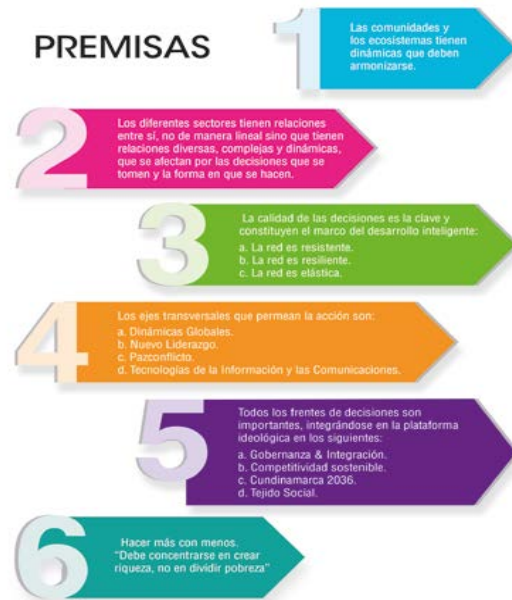 PREMISAS
1
Las comunidades y
los ecosistemas tienen
dinámicas que deben
armonizarse.
2
Los diferentes sectores tienen relaciones
entre sí, no de manera lineal sino que tienen
relaciones diversas, complejas y dinámicas,
que se afectan por las decisiones que se
tomen y la forma en que se hacen.
3
La calidad de las decisiones es la clave y
constituyen el marco del desarrollo inteligente:
a. La red es resistente.
b. La red es resiliente.
c. La red es elástica.
4
Los ejes transversales que permean la acción son:
a. Dinámicas Globales.
b. Nuevo Liderazgo.
c. Pazconflicto.
d. Tecnologías de la Información y las Comunicaciones.
5
Todos los frentes de decisiones son
importantes, integrándose en la plataforma
ideológica en los siguientes:
a. Gobernanza & Integración.
b. Competitividad sostenible.
c. Cundinamarca 2036.
d. Tejido Social.
6
Hacer más con menos.
"Debe concentrarse en crear
riqueza, no en dividir pobreza"